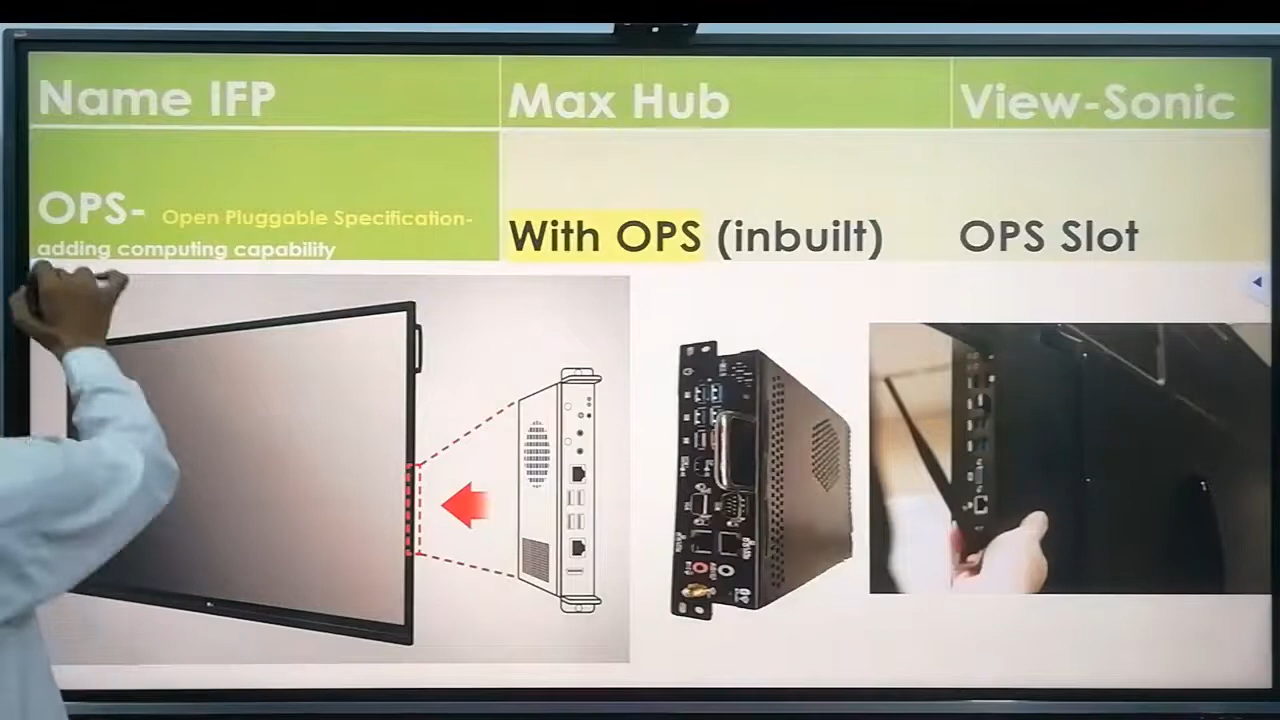 Name IFP
Max Hub
View-Sonic
OPS- Open Pluggable Specification-
adding computing capability
With OPS (inbuilt)
OPS Slot